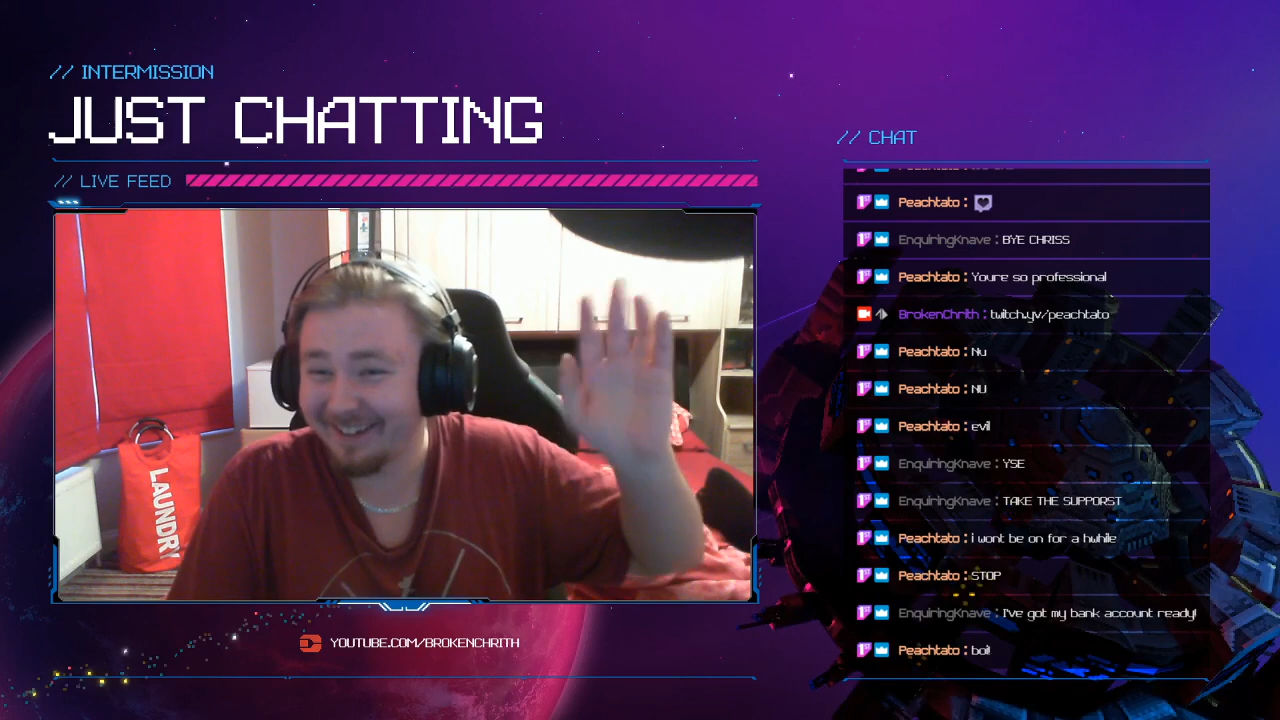 // INTERMISSION
JUST CHATTING
// LIVE FEED
LAUNDRY
YOUTUBE.COM/BROKENCHRITH
// CHAT
Peachtato :
EnquiringKnave : BYE CHRISS
Peachtato : Youre so professional
BrokenChrith : twitch.yv/peachtato
Peachtato : Nu
Peachtato : NU
Peachtato : evil
EnquiringKnave : YSE
EnquiringKnave : TAKE THE SUPPORST
Peachtato : i wont be on for a hwhile
Peachtato : STOP
EnquiringKnave : I've got my bank account ready!
Peachtato : boi!